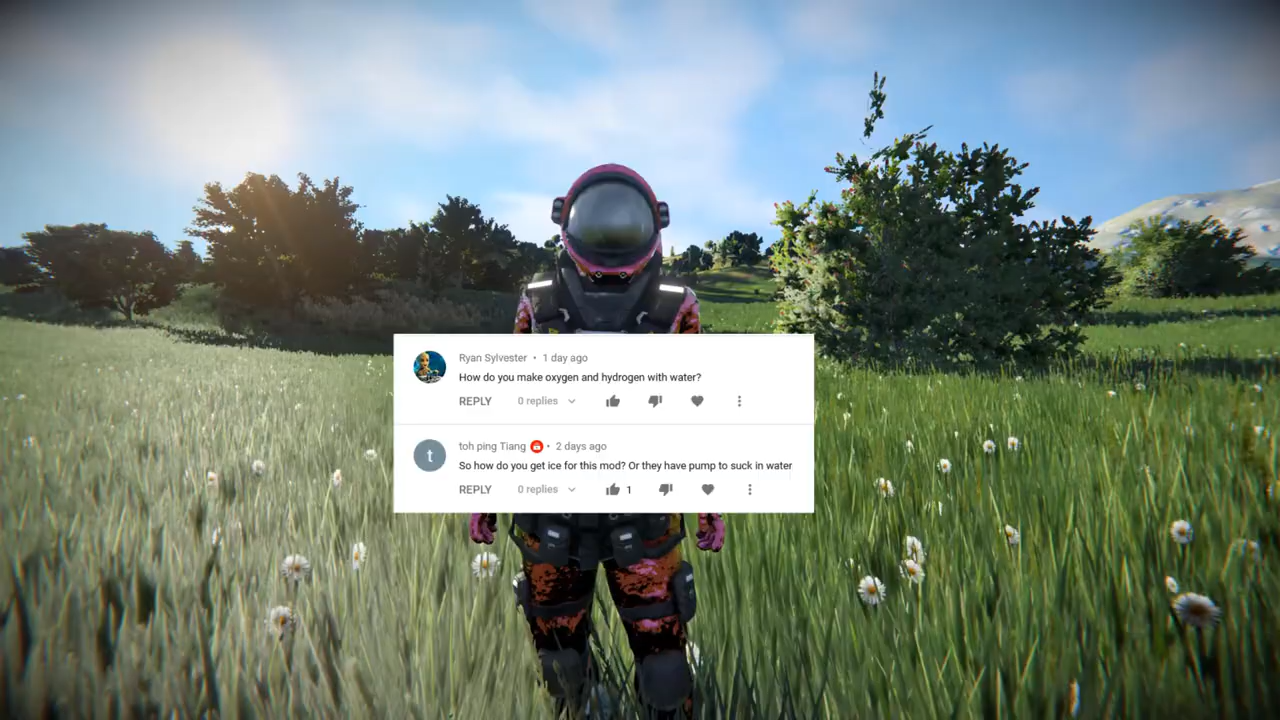 Ryan Sylvester • 1 day ago
How do you make oxygen and hydrogen with water?
REPLY 0 replies
t
toh ping Tiang • 2 days ago
So how do you get ice for this mod? Or they have pump to suck in water
REPLY 0 replies 1